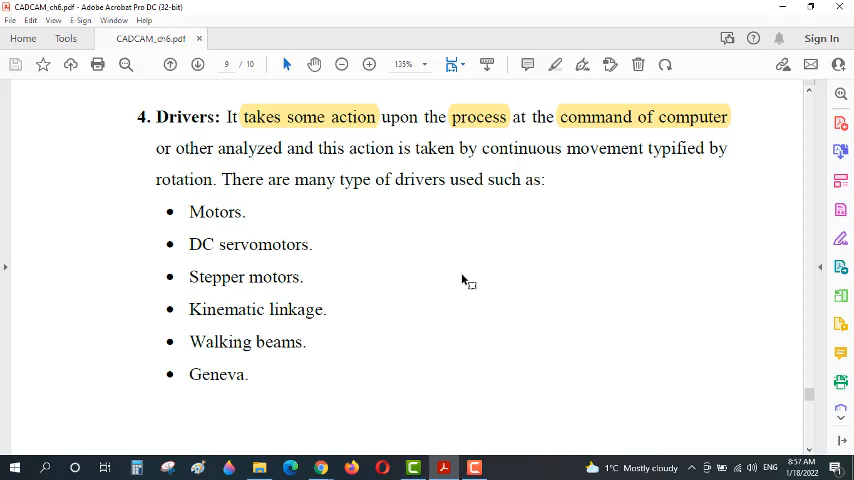 CADCAM_ch6.pdf - Adobe Acrobat Pro DC (32-bit)
File Edit View E-Sign Window Help
Home Tools CADCAM_ch6.pdf × Sign In
9 / 10 135%
4. Drivers: It takes some action upon the process at the command of computer
or other analyzed and this action is taken by continuous movement typified by
rotation. There are many type of drivers used such as:
• Motors.
• DC servomotors.
• Stepper motors.
• Kinematic linkage.
• Walking beams.
• Geneva.
1°C Mostly cloudy ENG
8:57 AM
1/18/2022